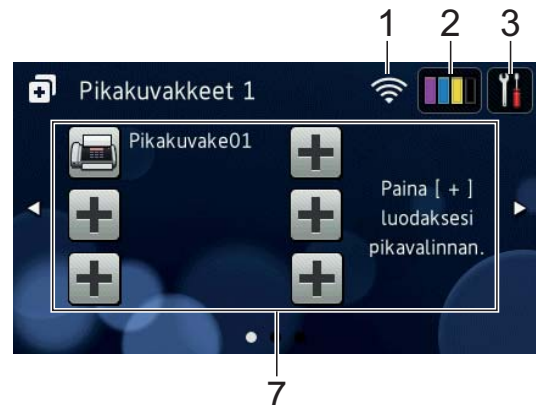 1 2 3
Pikakuvakkeet 1
Pikakuvake01
Paina [ + ]
luodaksesi
pikavalinnan.
7